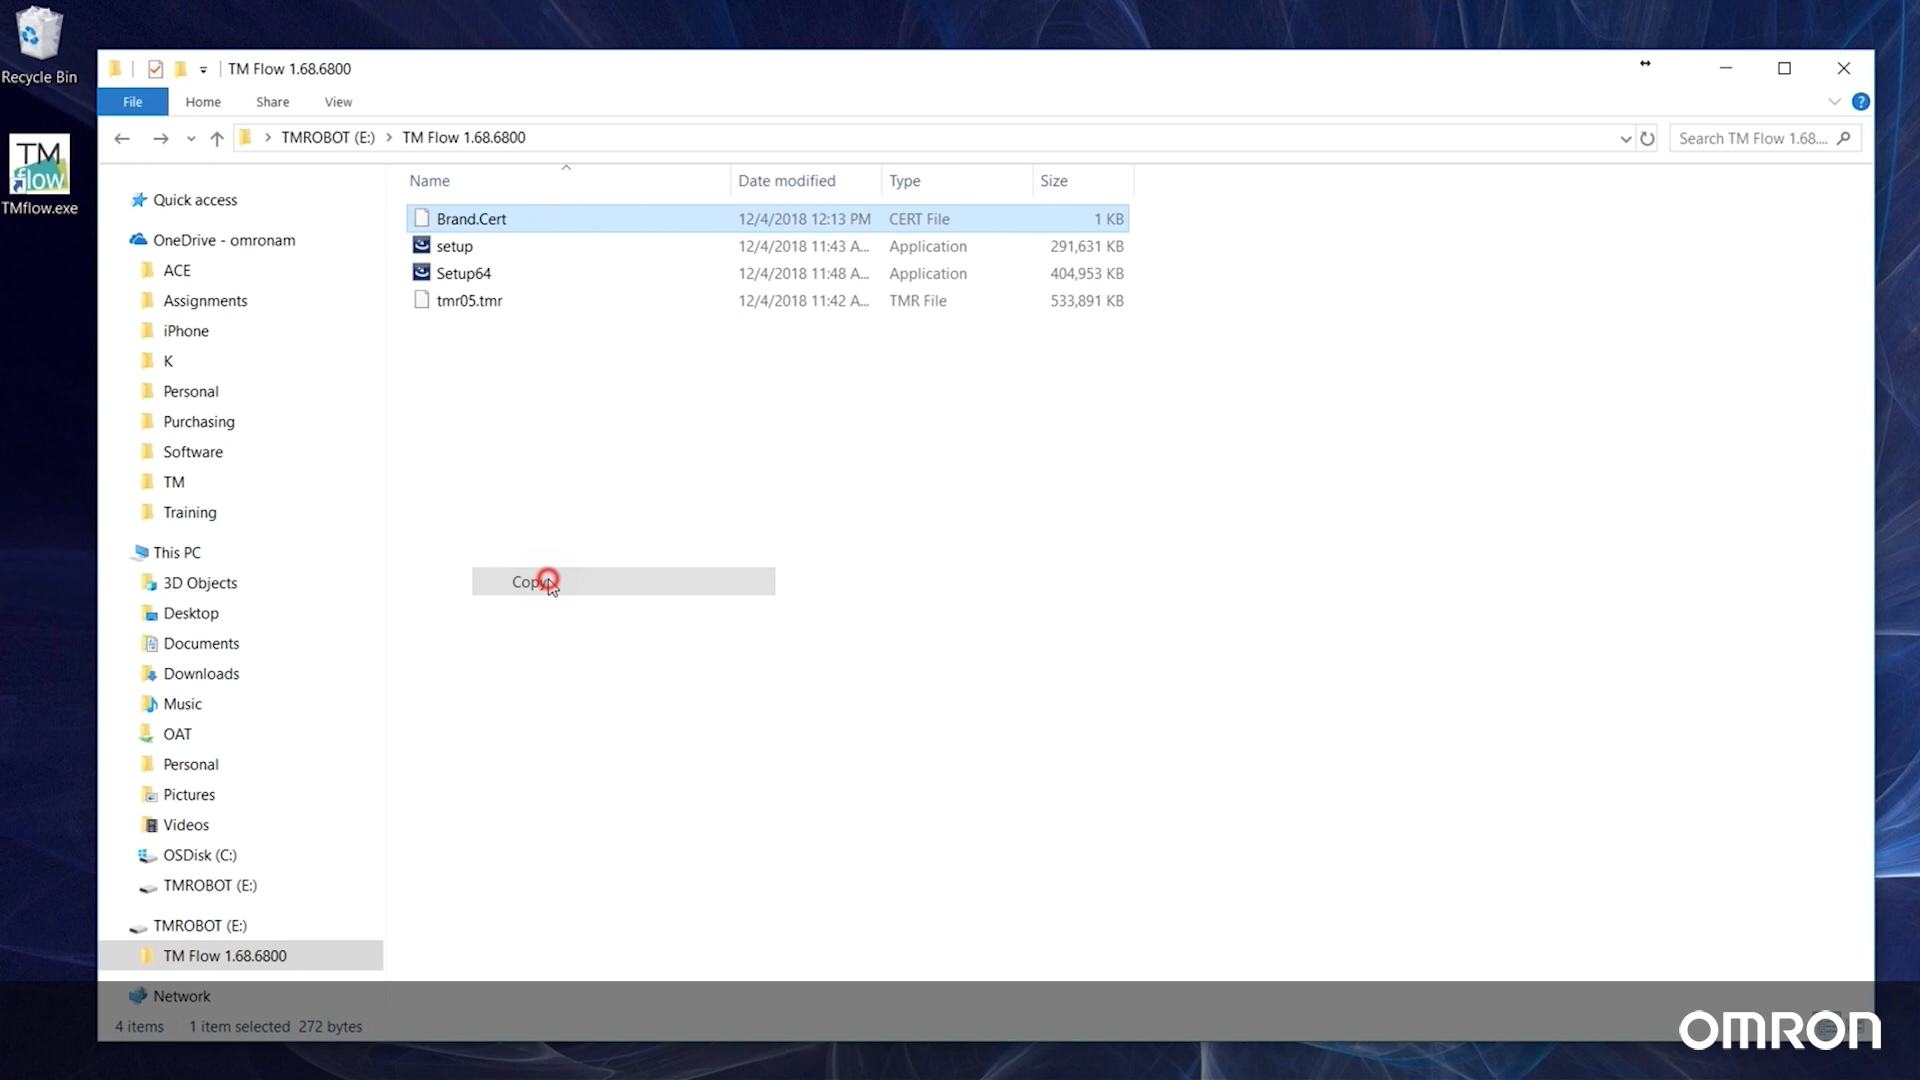 Recycle Bin
TM
flow
TMflow.exe
TM Flow 1.68.6800
File Home Share View
TMROBOT (E:) TM Flow 1.68.6800
Search TM Flow 1.68....
Name Date modified Type Size
Brand.Cert 12/4/2018 12:13 PM CERT File 1 KB
setup 12/4/2018 11:43 A... Application 291,631 KB
Setup64 12/4/2018 11:48 A... Application 404,953 KB
tmr05.tmr 12/4/2018 11:42 A... TMR File 533,891 KB
Quick access
OneDrive - omronam
ACE
Assignments
iPhone
K
Personal
Purchasing
Software
TM
Training
This PC
3D Objects
Desktop
Documents
Downloads
Music
OAT
Personal
Pictures
Videos
OSDisk (C:)
TMROBOT (E:)
TMROBOT (E:)
TM Flow 1.68.6800
Network
Copy
4 items 1 item selected 272 bytes
OMRON